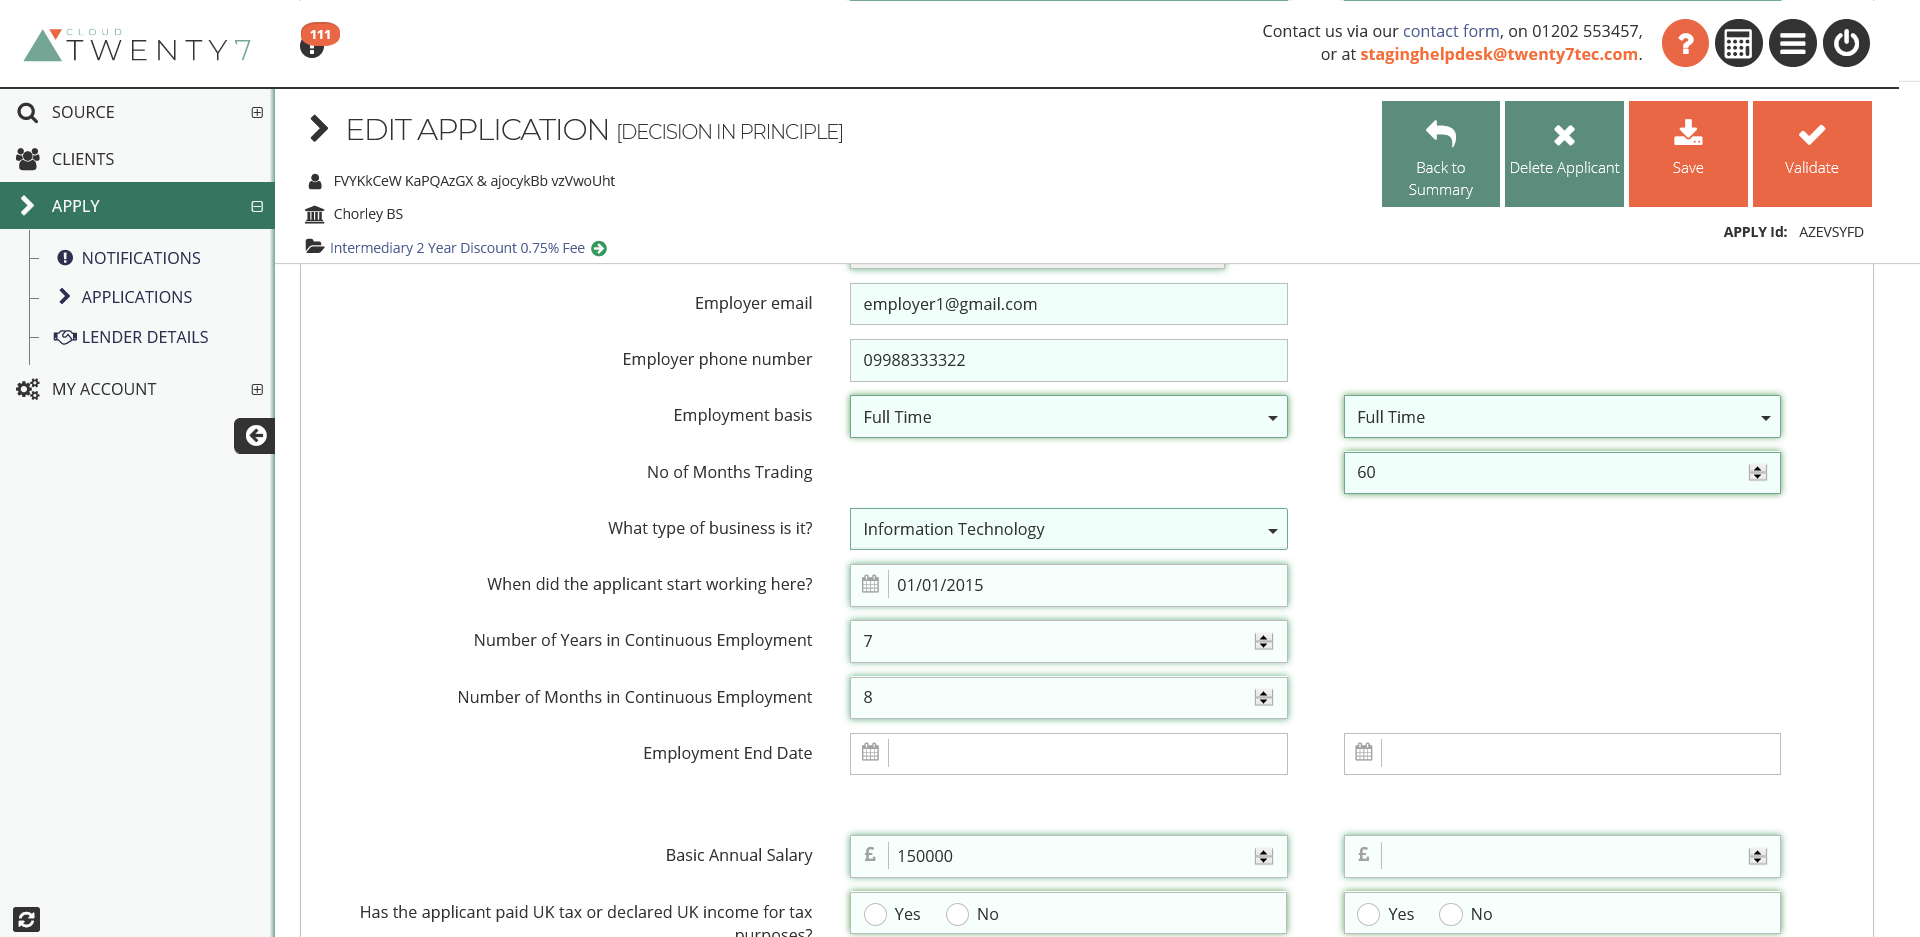 CLOUD
TWENTY7
111
Contact us via our contact form, on 01202 553457,
or at staginghelpdesk@twenty7tec.com.
SOURCE
CLIENTS
APPLY
NOTIFICATIONS
APPLICATIONS
LENDER DETAILS
MY ACCOUNT
EDIT APPLICATION [DECISION IN PRINCIPLE]
FVYKkCeW KaPQAzGX & ajocykBb vzVwoUht
Chorley BS
Intermediary 2 Year Discount 0.75% Fee
Back to
Summary
Delete Applicant
Save
Validate
APPLY Id: AZEVSYFD
Employer email employer1@gmail.com
Employer phone number 09988333322
Employment basis Full Time Full Time
No of Months Trading 60
What type of business is it? Information Technology
When did the applicant start working here? 01/01/2015
Number of Years in Continuous Employment 7
Number of Months in Continuous Employment 8
Employment End Date
Basic Annual Salary £ 150000 £
Has the applicant paid UK tax or declared UK income for tax Yes No Yes No
purposes?